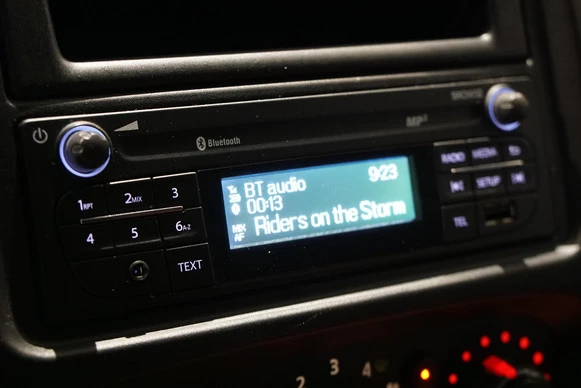 BROWSE
Bluetooth
MP3
BT audio 9:23
00:13
Riders on the Storm
MIX
AF
1RPT 2MIX 3
4 5 6A-Z
TEXT
RADIO MEDIA
SETUP
TEL
2 3 4